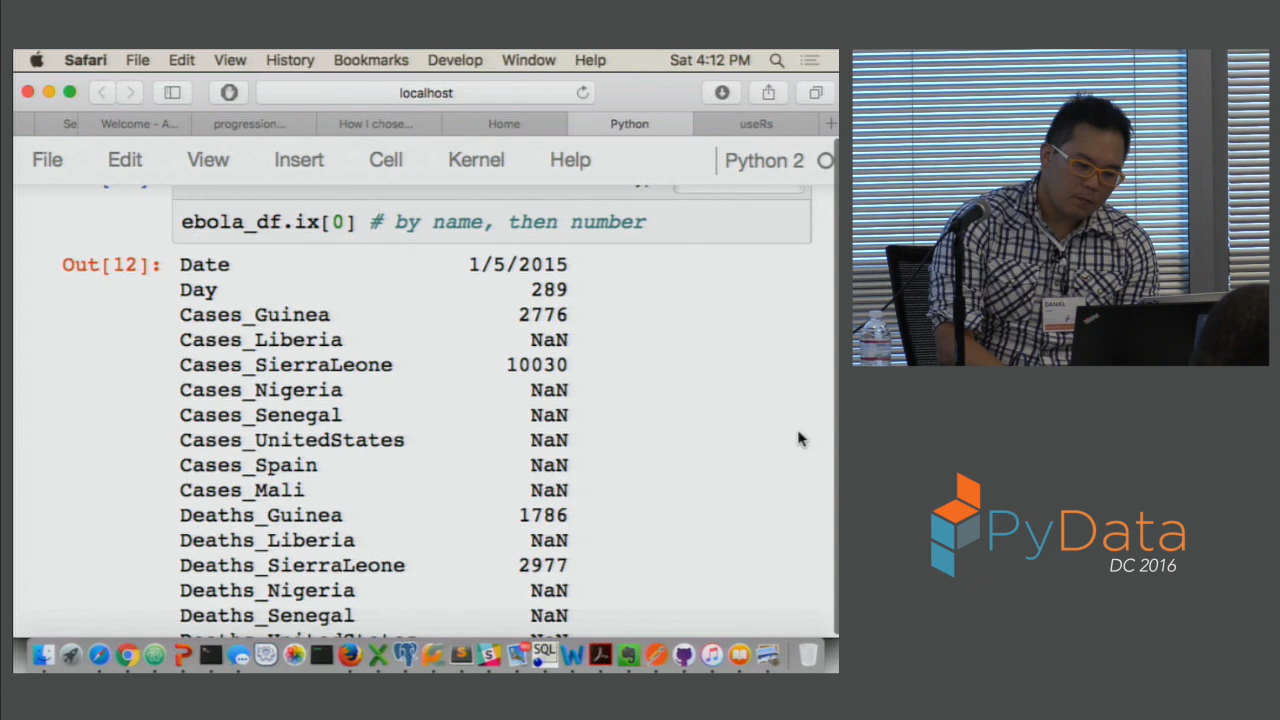 Safari File Edit View History Bookmarks Develop Window Help Sat 4:12 PM
localhost
Se Welcome - A... progression... How I chose... Home Python useRs
File Edit View Insert Cell Kernel Help Python 2
ebola_df.ix[0] # by name, then number
Out[12]: Date 1/5/2015
Day 289
Cases_Guinea 2776
Cases_Liberia NaN
Cases_SierraLeone 10030
Cases_Nigeria NaN
Cases_Senegal NaN
Cases_UnitedStates NaN
Cases_Spain NaN
Cases_Mali NaN
Deaths_Guinea 1786
Deaths_Liberia NaN
Deaths_SierraLeone 2977
Deaths_Nigeria NaN
Deaths_Senegal NaN
SQL
DANIEL
PyData
DC 2016